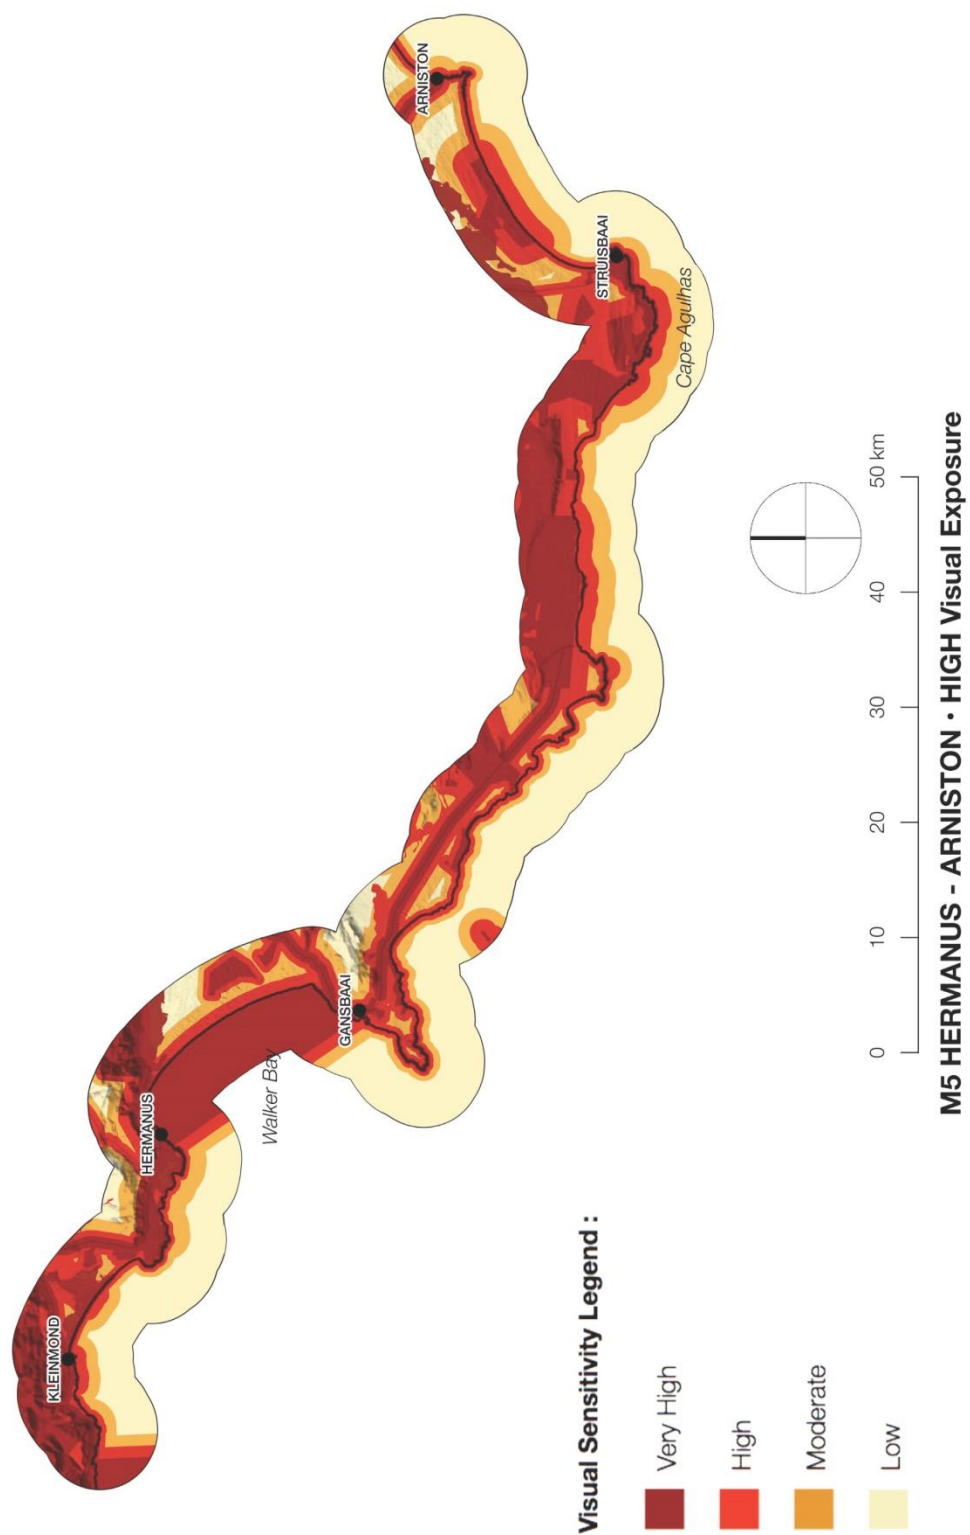 KLEINMOND
HERMANUS
Walker Bay
GANSBAAI
STRUISBAAI
Cape Agulhas
ARNISTON
Visual Sensitivity Legend :
Very High
High
Moderate
Low
0 10 20 30 40 50 km
M5 HERMANUS - ARNISTON • HIGH Visual Exposure